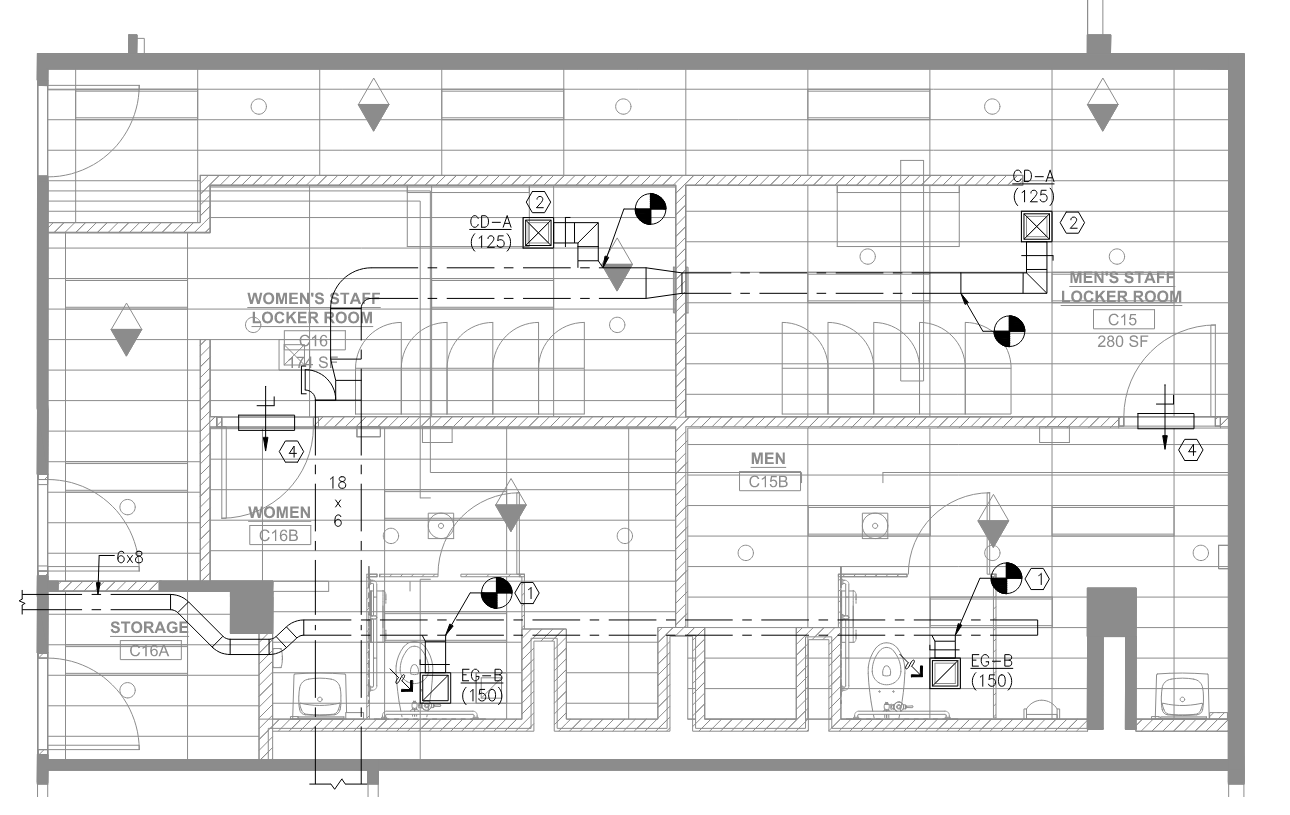 CD-A
(125)
2
2
CD-A
(125)
MEN'S STAFF
LOCKER ROOM
C15
280 SF
WOMEN'S STAFF
LOCKER ROOM
C16
174 SF
4
4
MEN
C15B
18
x
6
WOMEN
C16B
6x8
1
1
STORAGE
C16A
EG-B
(150)
EG-B
(150)